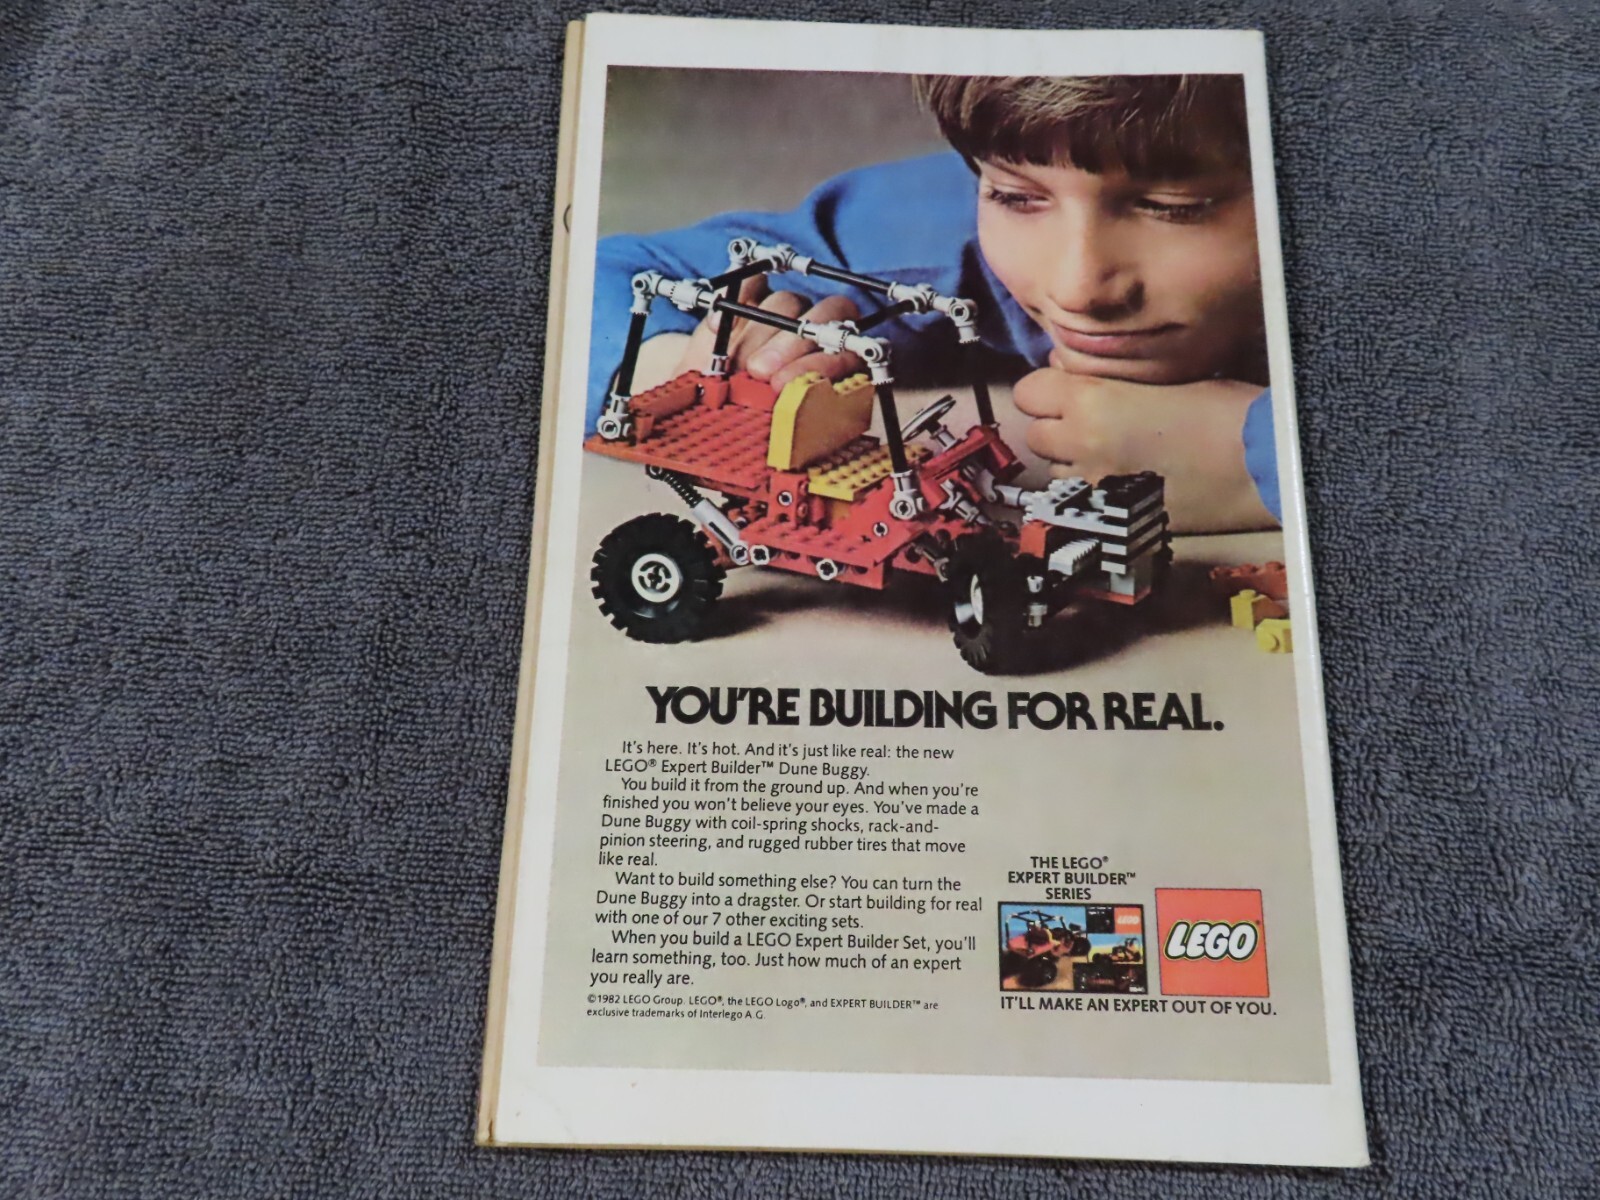 YOU'RE BUILDING FOR REAL.
It's here. It's hot. And it's just like real: the new
LEGO® Expert Builder™ Dune Buggy.
You build it from the ground up. And when you're
finished you won't believe your eyes. You've made a
Dune Buggy with coil-spring shocks, rack-and-
pinion steering, and rugged rubber tires that move
like real.
Want to build something else? You can turn the
Dune Buggy into a dragster. Or start building for real
with one of our 7 other exciting sets.
When you build a LEGO Expert Builder Set, you'll
learn something, too. Just how much of an expert
you really are.
©1982 LEGO Group. LEGO®, the LEGO Logo®, and EXPERT BUILDER™ are
exclusive trademarks of Interlego A.G.
THE LEGO®
EXPERT BUILDER™
SERIES
LEGO
LEGO®
IT'LL MAKE AN EXPERT OUT OF YOU.